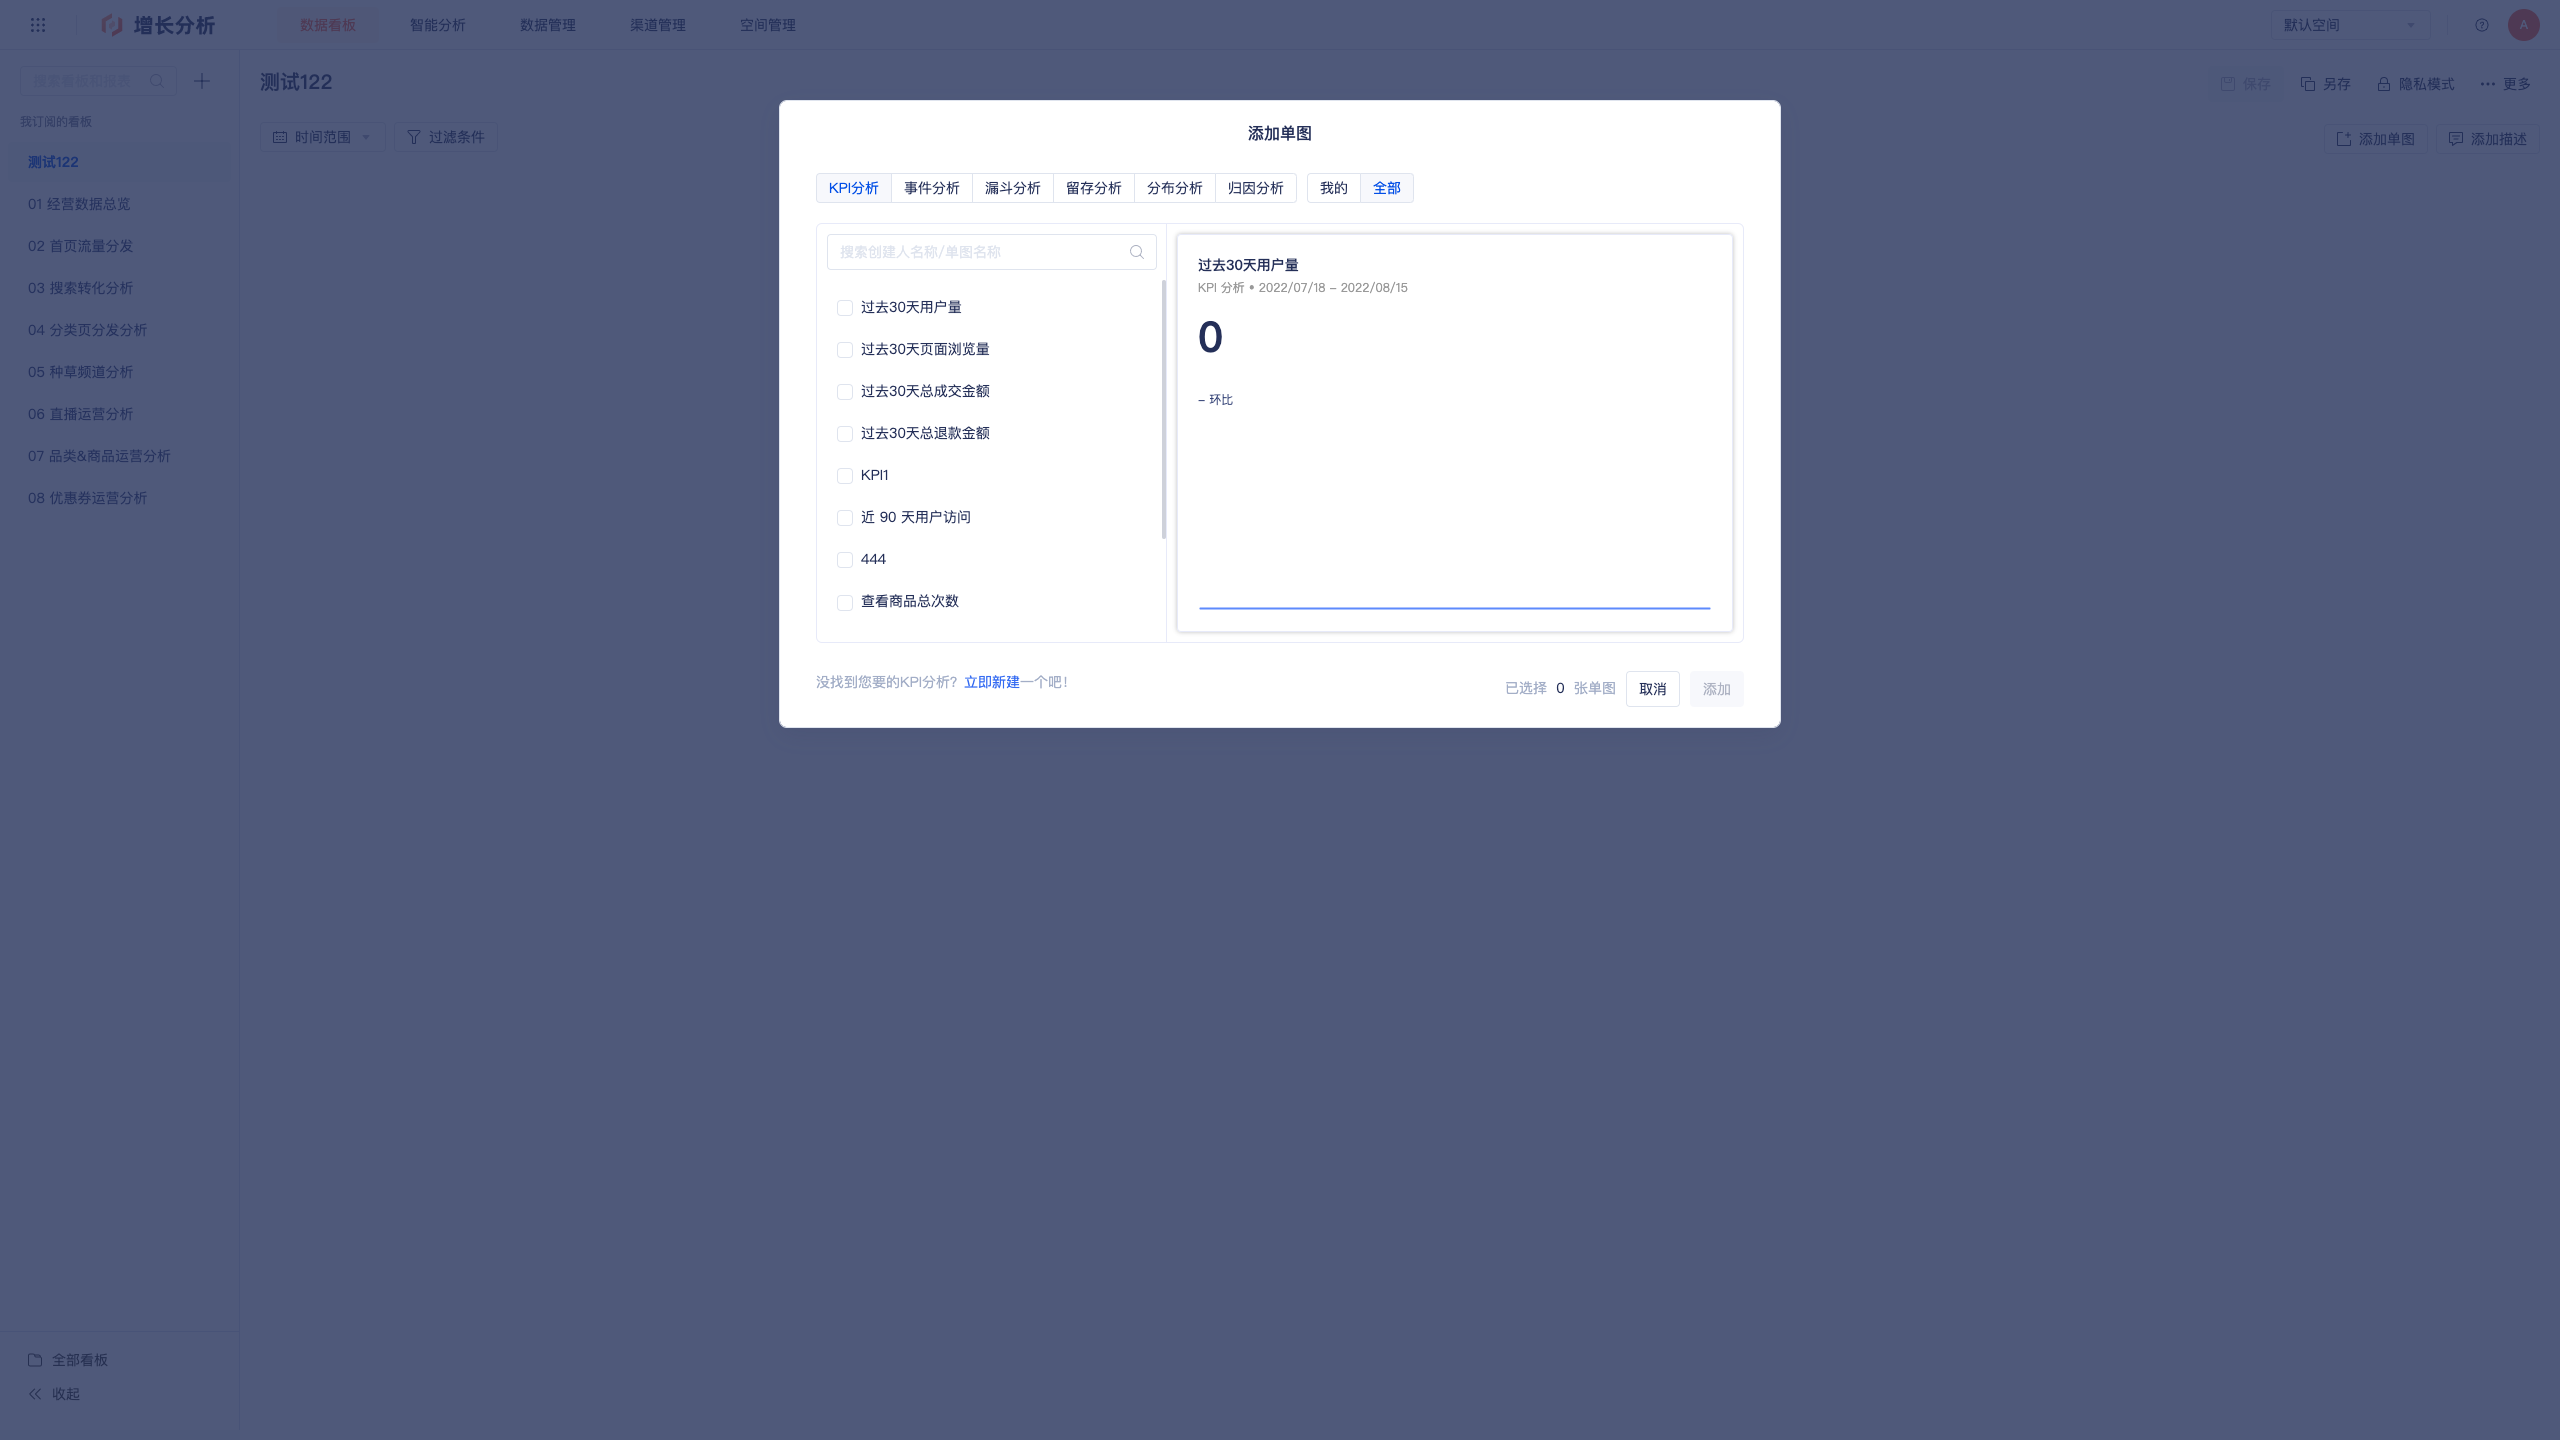 增长分析
数据看板 智能分析 数据管理 渠道管理 空间管理
默认空间
A
搜索看板和报表
我订阅的看板
测试122
01 经营数据总览
02 首页流量分发
03 搜索转化分析
04 分类页分发分析
05 种草频道分析
06 直播运营分析
07 品类&商品运营分析
08 优惠券运营分析
全部看板
收起
测试122
保存 另存 隐私模式 更多
时间范围 过滤条件
添加单图 添加描述
添加单图
KPI分析 事件分析 漏斗分析 留存分析 分布分析 归因分析 我的 全部
搜索创建人名称/单图名称
过去30天用户量
过去30天页面浏览量
过去30天总成交金额
过去30天总退款金额
KPI1
近 90 天用户访问
444
查看商品总次数
过去30天用户量
KPI 分析 • 2022/07/18 – 2022/08/15
0
– 环比
没找到您要的KPI分析？立即新建一个吧！
已选择 0 张单图 取消 添加